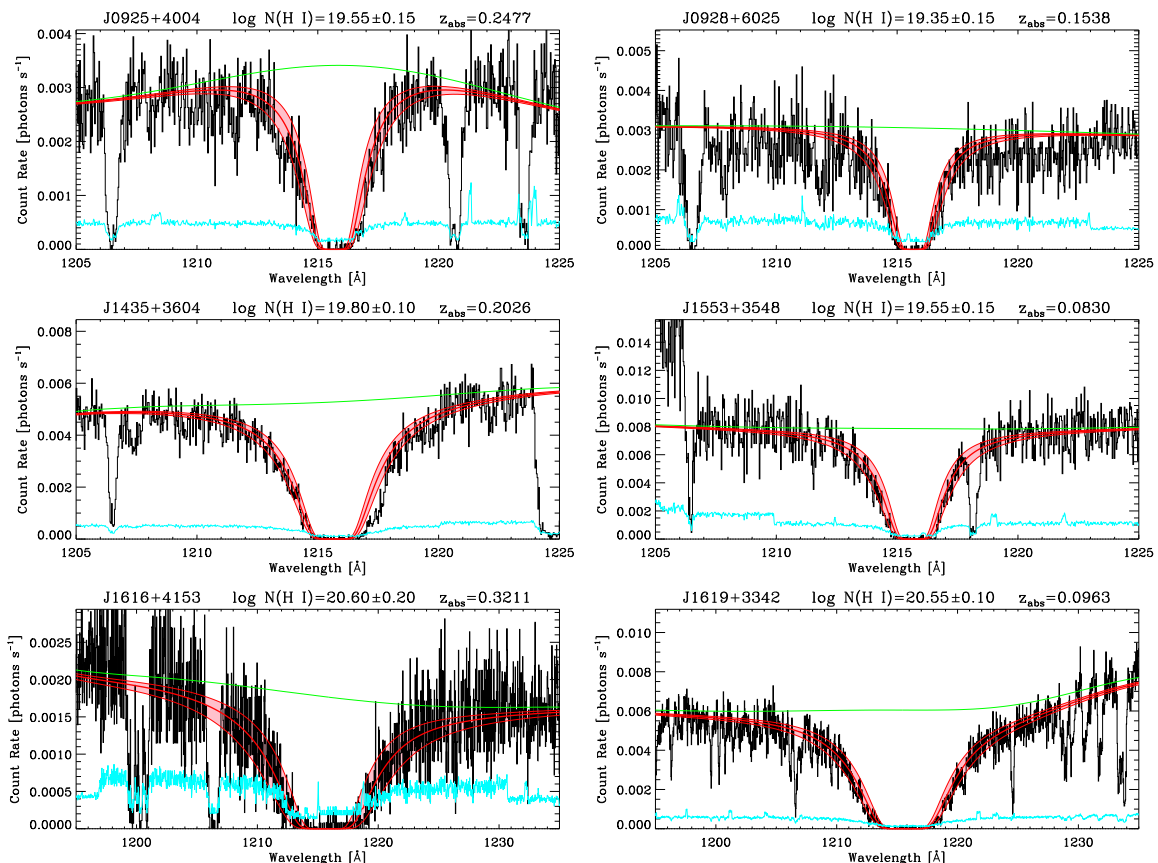 J0925+4004 log N(H I)=19.55±0.15 z_abs=0.2477
Count Rate [photons s⁻¹]
0.004
0.003
0.002
0.001
0.000
1205 1210 1215 1220 1225
Wavelength [Å]
J0928+6025 log N(H I)=19.35±0.15 z_abs=0.1538
Count Rate [photons s⁻¹]
0.005
0.004
0.003
0.002
0.001
0.000
1205 1210 1215 1220 1225
Wavelength [Å]
J1435+3604 log N(H I)=19.80±0.10 z_abs=0.2026
Count Rate [photons s⁻¹]
0.008
0.006
0.004
0.002
0.000
1205 1210 1215 1220 1225
Wavelength [Å]
J1553+3548 log N(H I)=19.55±0.15 z_abs=0.0830
Count Rate [photons s⁻¹]
0.014
0.012
0.010
0.008
0.006
0.004
0.002
0.000
1205 1210 1215 1220 1225
Wavelength [Å]
J1616+4153 log N(H I)=20.60±0.20 z_abs=0.3211
Count Rate [photons s⁻¹]
0.0025
0.0020
0.0015
0.0010
0.0005
0.0000
1200 1210 1220 1230
Wavelength [Å]
J1619+3342 log N(H I)=20.55±0.10 z_abs=0.0963
Count Rate [photons s⁻¹]
0.010
0.008
0.006
0.004
0.002
0.000
1200 1210 1220 1230
Wavelength [Å]